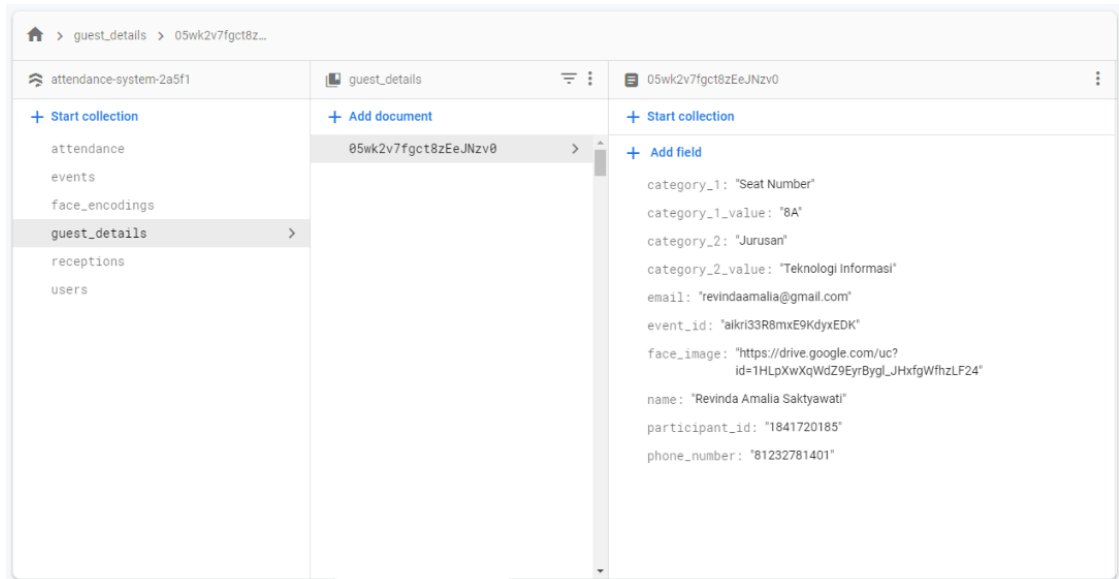 guest_details > 05wk2v7fgct8z...
attendance-system-2a5f1
guest_details
05wk2v7fgct8zEeJNzv0
+ Start collection
+ Add document
+ Start collection
attendance
events
face_encodings
guest_details
receptions
users
05wk2v7fgct8zEeJNzv0
+ Add field
category_1: "Seat Number"
category_1_value: "8A"
category_2: "Jurusan"
category_2_value: "Teknologi Informasi"
email: "revindaamalia@gmail.com"
event_id: "aikri33R8mxE9KdyxEDK"
face_image: "https://drive.google.com/uc?
id=1HLpXwXqWdZ9EyrBygl_JHxfgWfhzLF24"
name: "Revinda Amalia Saktyawati"
participant_id: "1841720185"
phone_number: "81232781401"